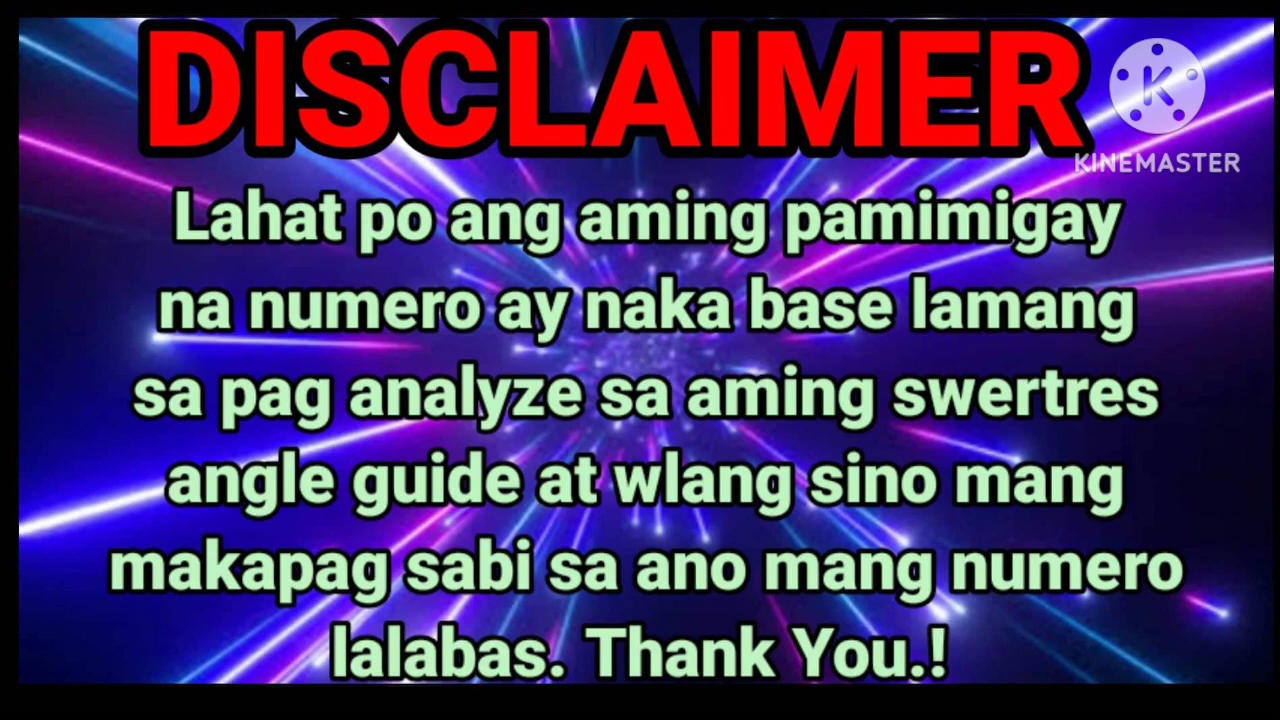 DISCLAIMER
K
KINEMASTER
Lahat po ang aming pamimigay
na numero ay naka base lamang
sa pag analyze sa aming swertres
angle guide at wlang sino mang
makapag sabi sa ano mang numero
lalabas. Thank You.!